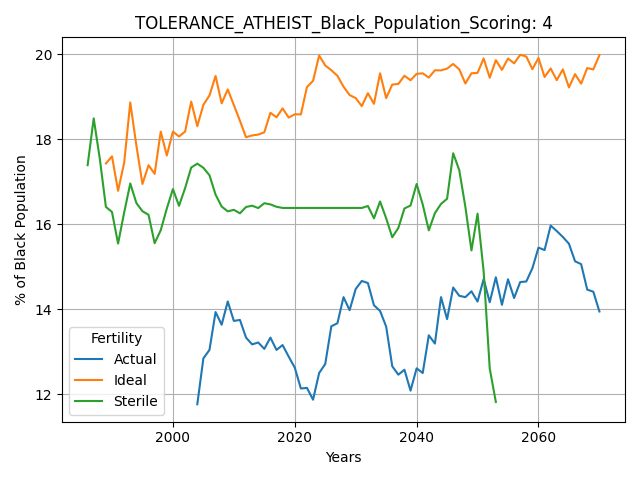 TOLERANCE_ATHEIST_Black_Population_Scoring: 4
% of Black Population
20
18
16
14
12
Fertility
Actual
Ideal
Sterile
2000
2020
2040
2060
Years